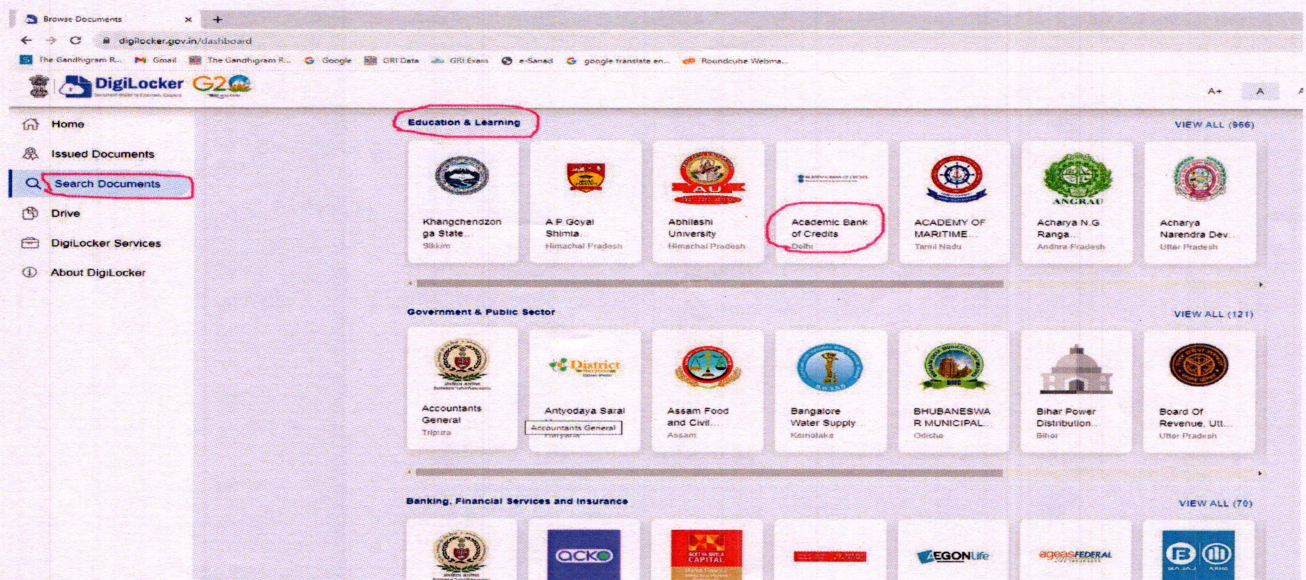 Browse Documents
digilocker.gov.in/dashboard
The Gandhigram R...
Gmail
The Gandhigram R...
Google
GRI Data
GRI Exam
e-Sanad
google translate en...
Roundcube Webma...
DigiLocker
G20
A+
A
Home
Issued Documents
Search Documents
Drive
DigiLocker Services
About DigiLocker
Education & Learning
VIEW ALL (966)
Khangchendzon
ga State...
Sikkim
A P Goyal
Shimla...
Himachal Pradesh
AU
Abhilashi
University
Himachal Pradesh
Academic Bank
of Credits
Delhi
ACADEMY OF
MARITIME...
Tamil Nadu
ANGRAU
Acharya N.G.
Ranga...
Andhra Pradesh
Acharya
Narendra Dev...
Uttar Pradesh
Government & Public Sector
VIEW ALL (121)
Accountants
General
Tripura
District
Antyodaya Saral
Accountants General
Haryana
Assam Food
and Civil...
Assam
Bangalore
Water Supply...
Karnataka
BHUBANESWA
R MUNICIPAL...
Odisha
Bihar Power
Distribution...
Bihar
Board Of
Revenue, Utt...
Uttar Pradesh
Banking, Financial Services and Insurance
VIEW ALL (70)
acko
CAPITAL
AEGONLife
ageas FEDERAL